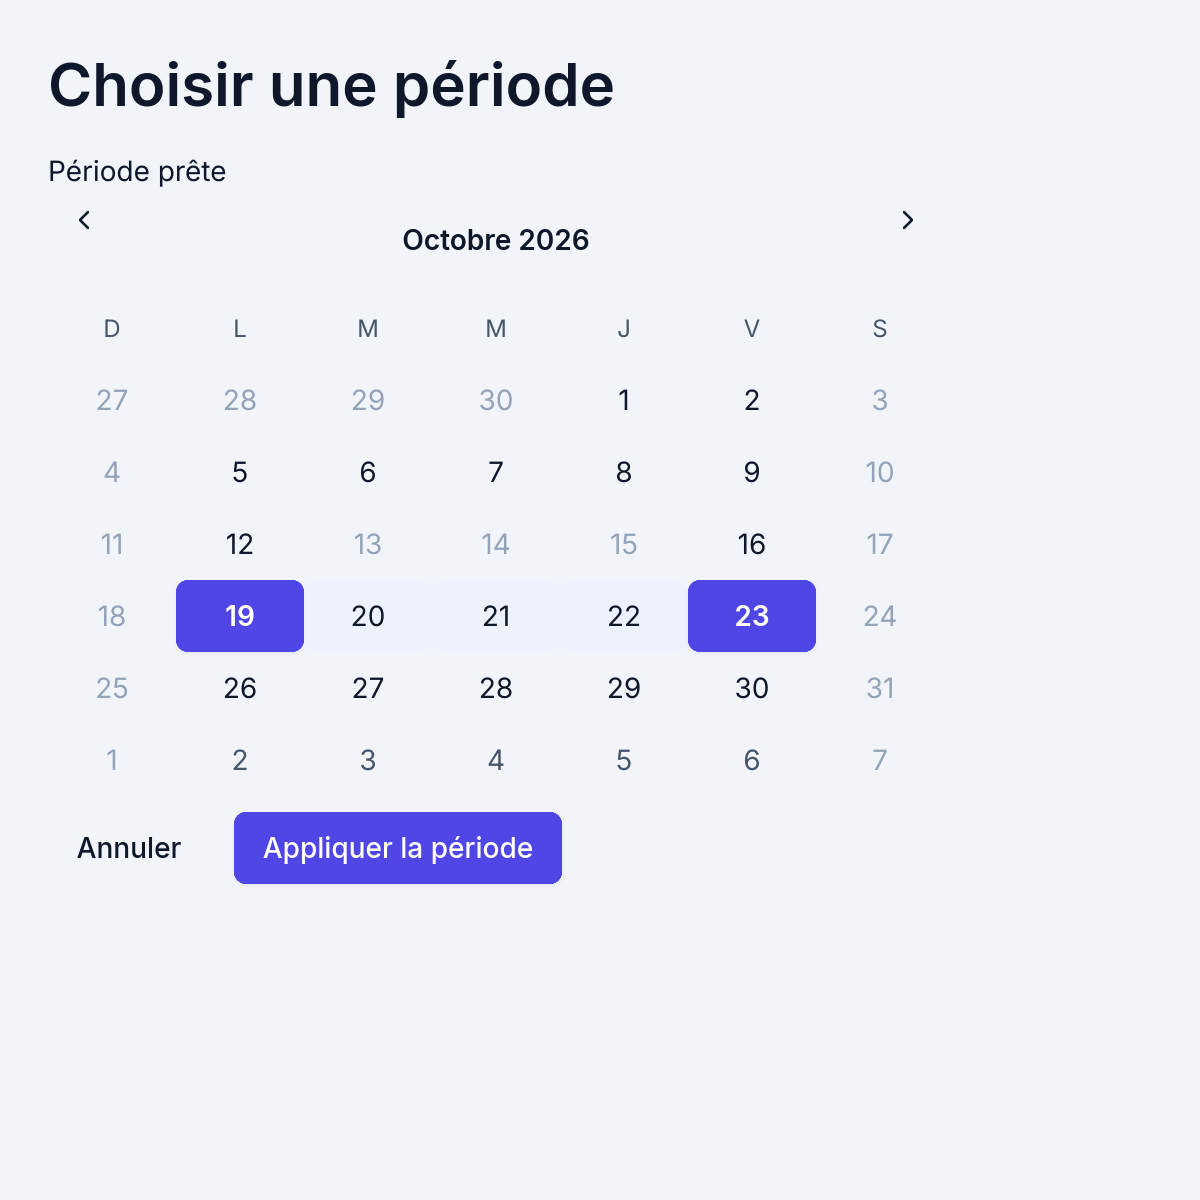 Choisir une période
Période prête
Octobre 2026
D L M M J V S
27 28 29 30 1 2 3
4 5 6 7 8 9 10
11 12 13 14 15 16 17
18 19 20 21 22 23 24
25 26 27 28 29 30 31
1 2 3 4 5 6 7
Annuler Appliquer la période